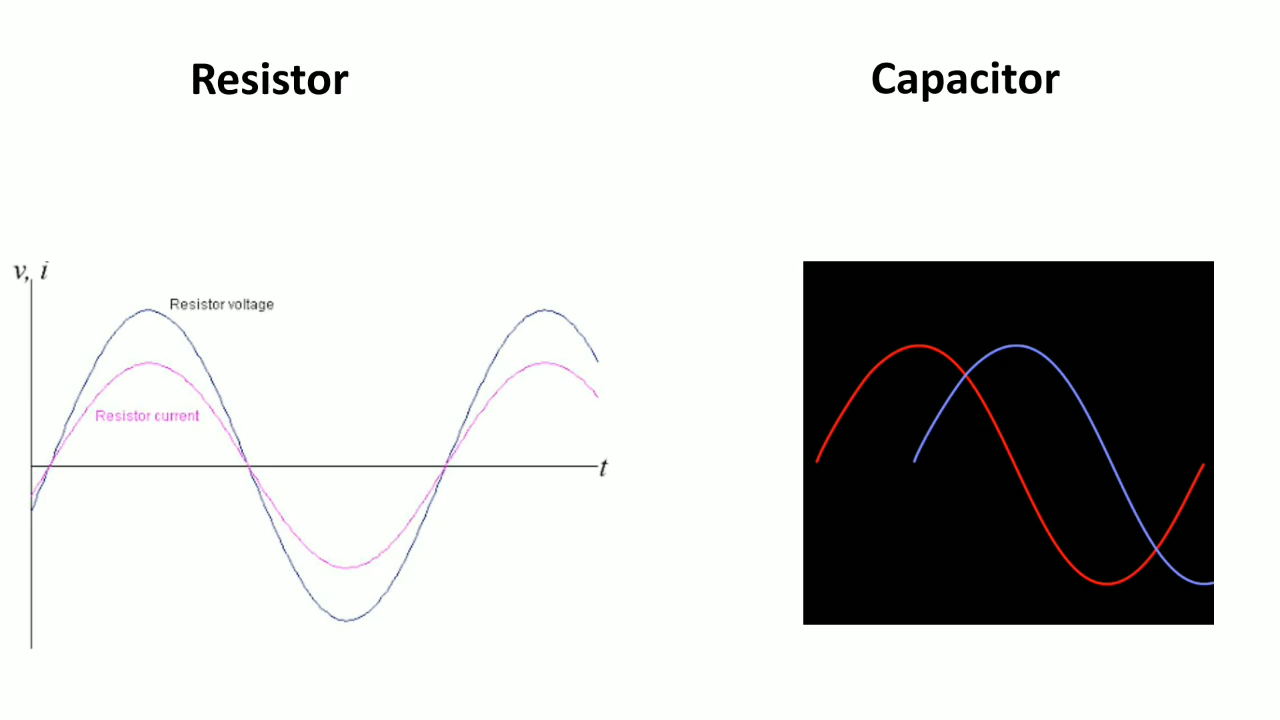 Resistor
Capacitor
v, i
Resistor voltage
Resistor current
t